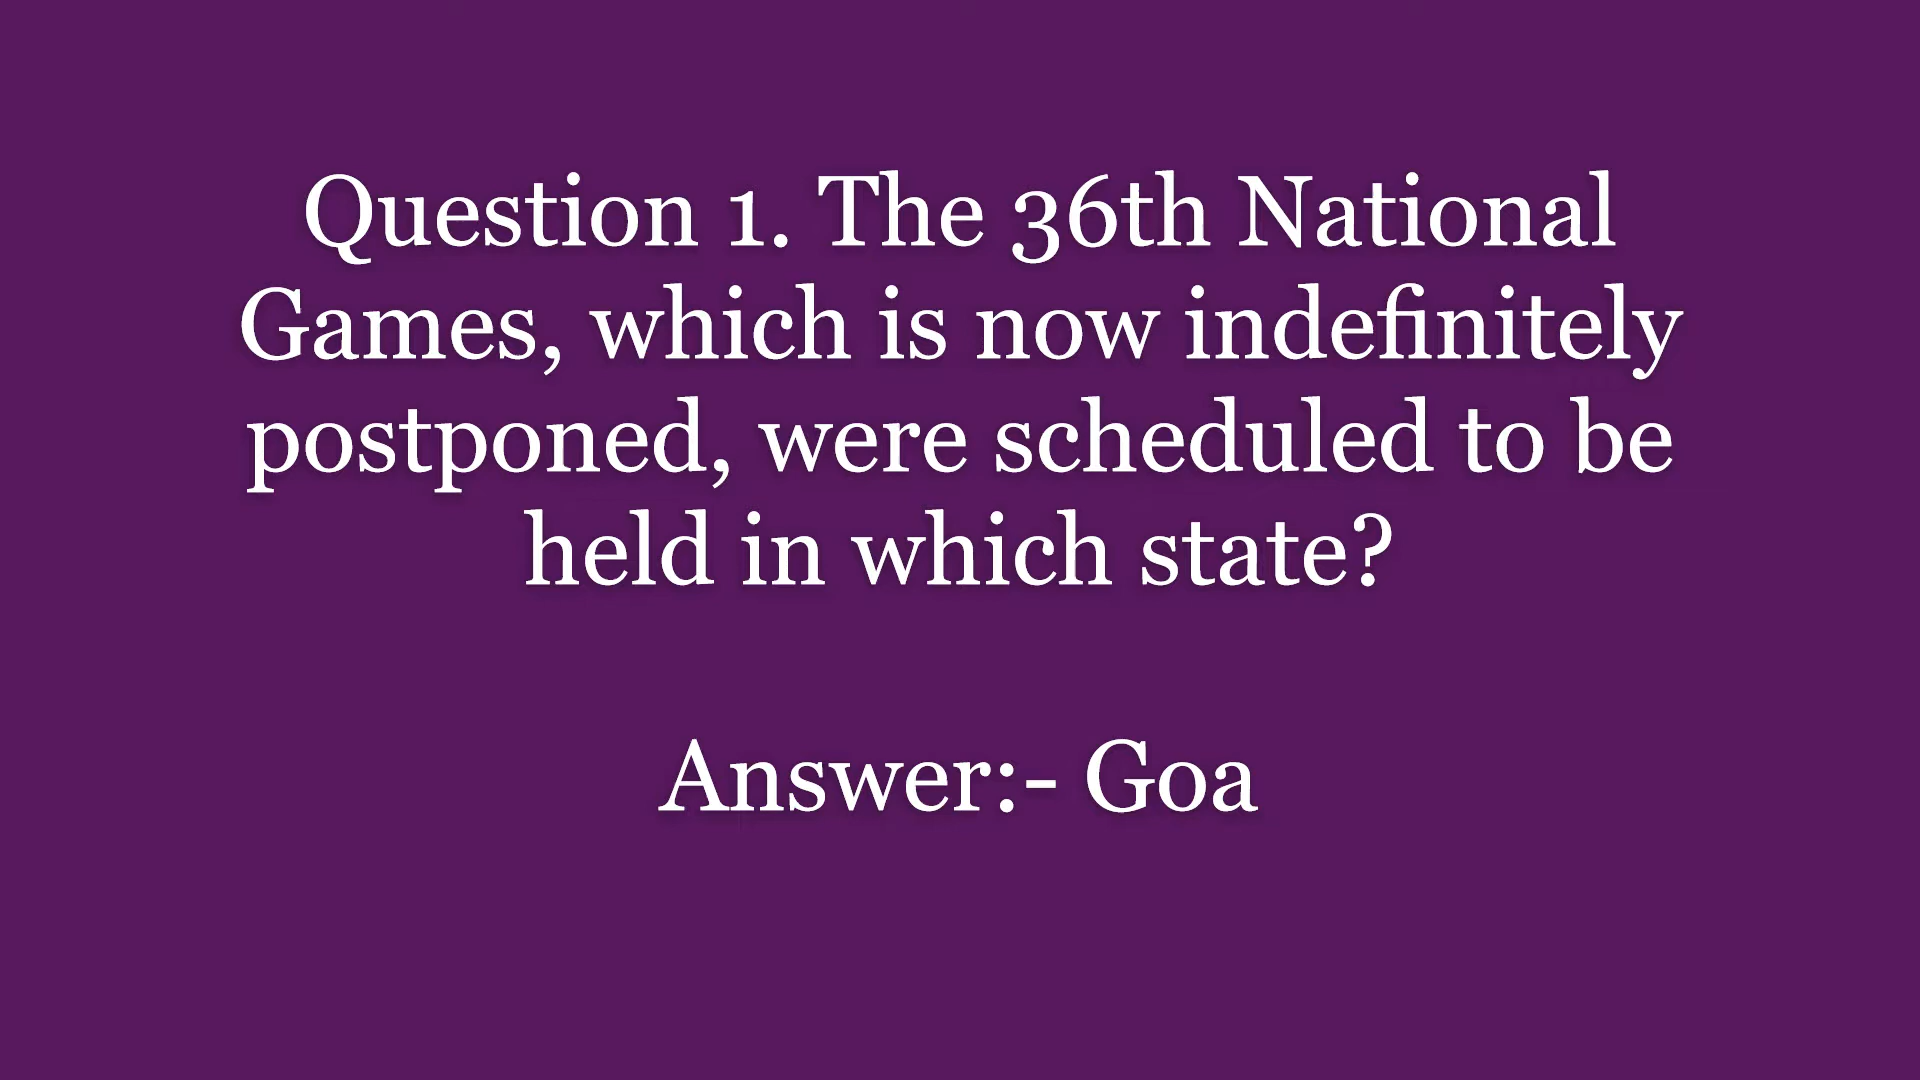 Question 1. The 36th National
Games, which is now indefinitely
postponed, were scheduled to be
held in which state?
Answer:- Goa